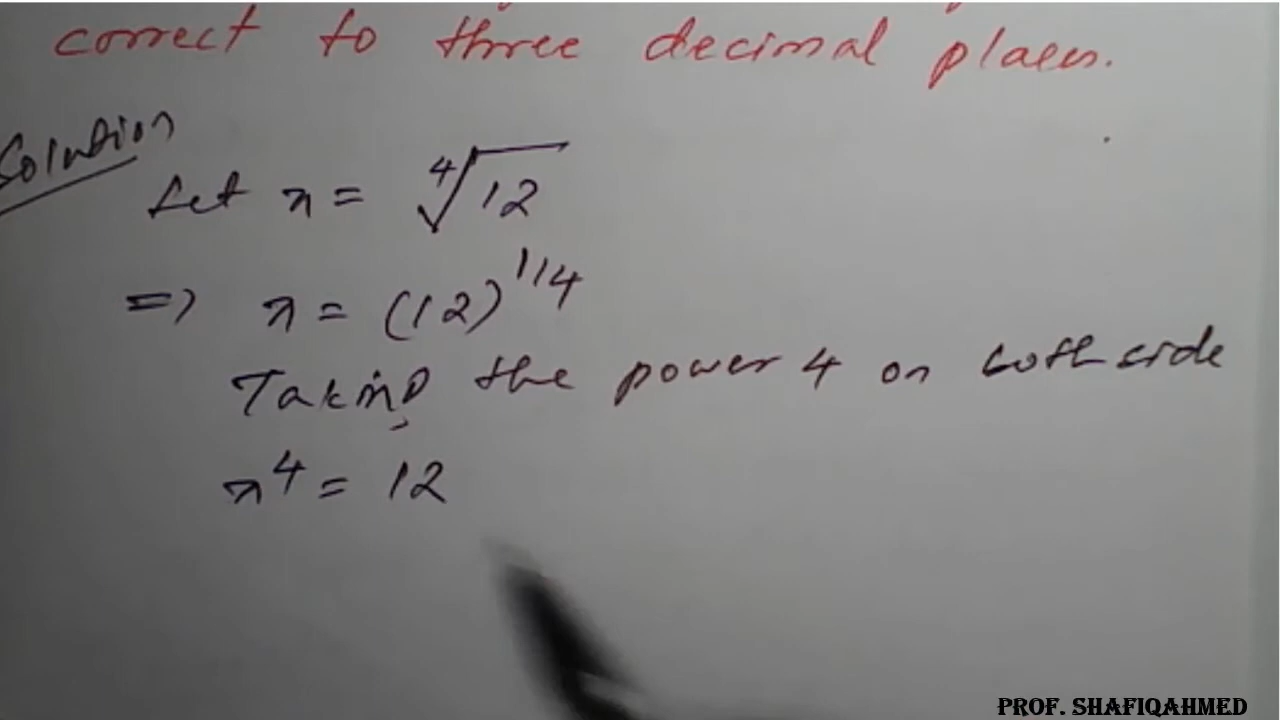 correct to three decimal places.
Solution
Let x = ∜12
=> x = (12)^1/4
Taking the power 4 on both side
x^4 = 12
PROF. SHAFIQAHMED